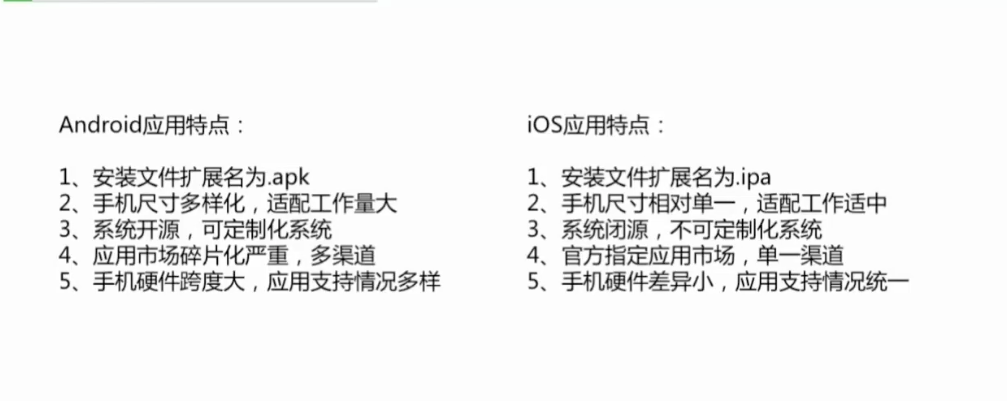 Android应用特点：
1、安装文件扩展名为.apk
2、手机尺寸多样化，适配工作量大
3、系统开源，可定制化系统
4、应用市场碎片化严重，多渠道
5、手机硬件跨度大，应用支持情况多样
iOS应用特点：
1、安装文件扩展名为.ipa
2、手机尺寸相对单一，适配工作适中
3、系统闭源，不可定制化系统
4、官方指定应用市场，单一渠道
5、手机硬件差异小，应用支持情况统一